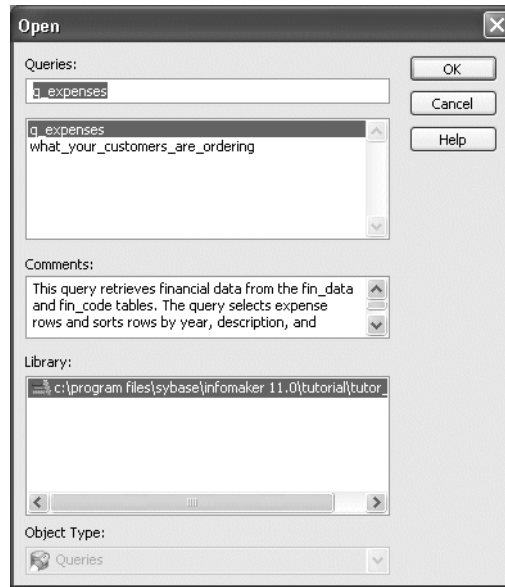 Open
Queries:
q_expenses
q_expenses
what_your_customers_are_ordering
OK
Cancel
Help
Comments:
This query retrieves financial data from the fin_data
and fin_code tables. The query selects expense
rows and sorts rows by year, description, and
Library:
c:\program files\sybase\infomaker 11.0\tutorial\tutor_
Object Type:
Queries